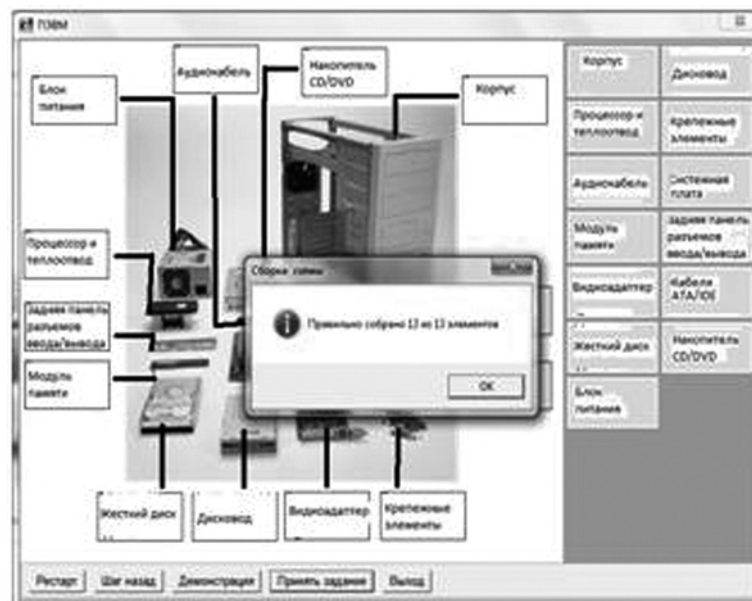 ПЭВМ
Аудиокабель
Накопитель
CD/DVD
Блок
питания
Корпус
Процессор и
теплоотвод
Задняя панель
разъемов
ввода/вывода
Модуль
памяти
Жесткий диск
Дисковод
Видиоадаптер
Крепежные
элементы
Сборка схемы
Правильно собрано 13 из 13 элементов
OK
Корпус
Дисковод
Процессор и
теплоотвод
Крепежные
элементы
Аудиокабель
Системная
плата
Модуль
памяти
Задняя панель
разъемов
ввода/вывода
Видиоадаптер
Кабели
ATA/IDE
Жесткий диск
Накопитель
CD/DVD
Блок
питания
Рестарт
Шаг назад
Демонстрация
Принять задание
Выход